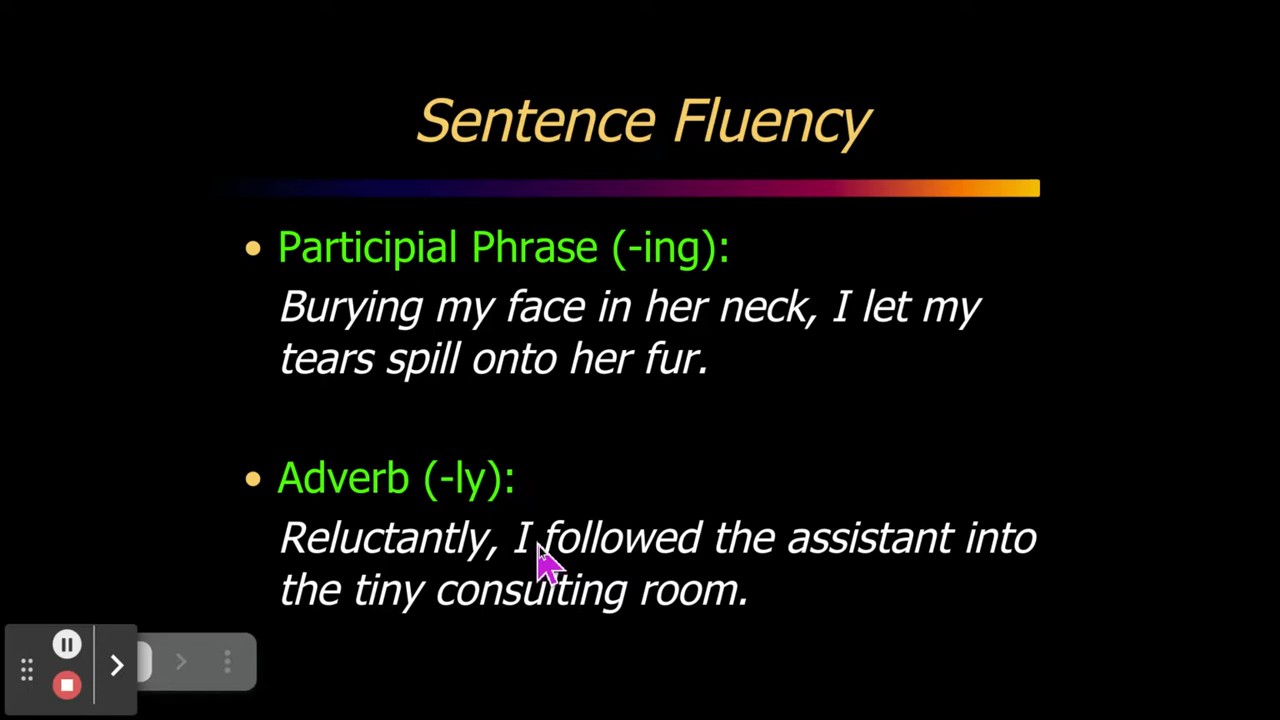 Sentence Fluency
• Participial Phrase (-ing):
Burying my face in her neck, I let my
tears spill onto her fur.
• Adverb (-ly):
Reluctantly, I followed the assistant into
the tiny consulting room.